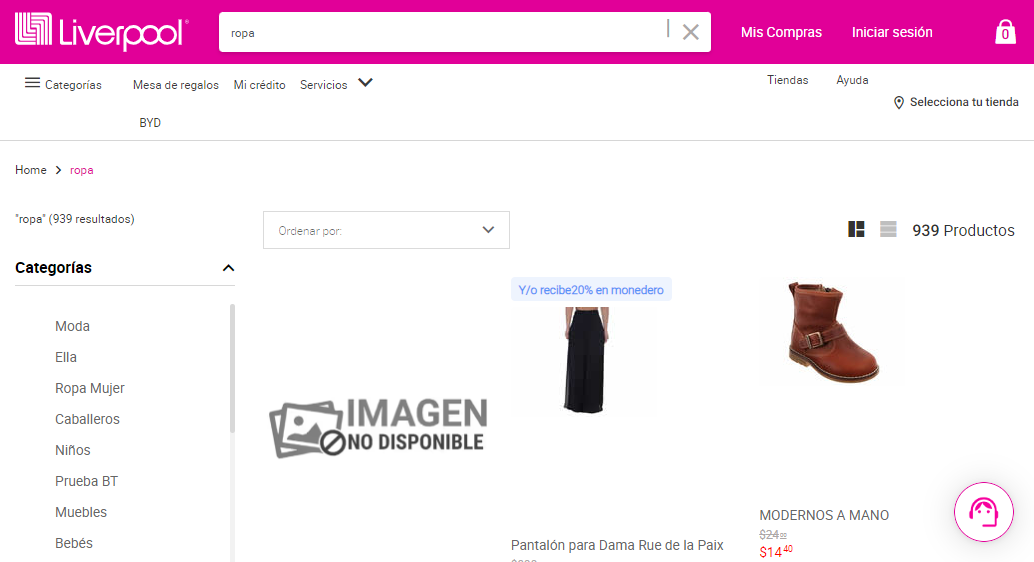 Liverpool
ropa
Mis Compras
Iniciar sesión
0
Categorías
Mesa de regalos
Mi crédito
Servicios
Tiendas
Ayuda
Selecciona tu tienda
BYD
Home > ropa
"ropa" (939 resultados)
Ordenar por:
939 Productos
Categorías
Moda
Ella
Ropa Mujer
Caballeros
Niños
Prueba BT
Muebles
Bebés
IMAGEN
NO DISPONIBLE
Y/o recibe20% en monedero
Pantalón para Dama Rue de la Paix
MODERNOS A MANO
$14.40